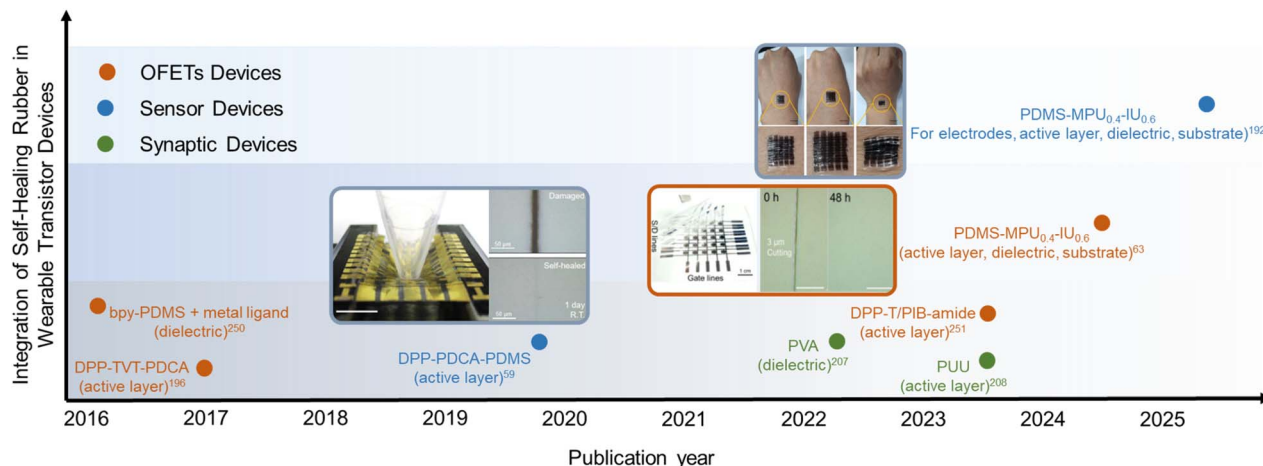 Integration of Self-Healing Rubber in
Wearable Transistor Devices
OFETs Devices
Sensor Devices
Synaptic Devices
PDMS-MPU0.4-IU0.6
For electrodes, active layer, dielectric, substrate)192
Damaged
50 µm
Self-healed
1 day
R.T
50 µm
S/D lines
Gate lines
1 cm
0 h
48 h
3 µm
Cutting
PDMS-MPU0.4-IU0.6
(active layer, dielectric, substrate)63
bpy-PDMS + metal ligand
(dielectric)250
DPP-TVT-PDCA
(active layer)196
DPP-PDCA-PDMS
(active layer)59
PVA
(dielectric)207
DPP-T/PIB-amide
(active layer)251
PUU
(active layer)208
2016 2017 2018 2019 2020 2021 2022 2023 2024 2025
Publication year